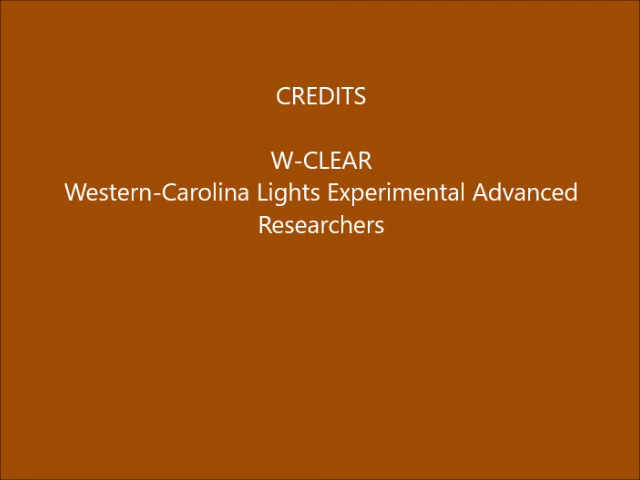 CREDITS
W-CLEAR
Western-Carolina Lights Experimental Advanced
Researchers